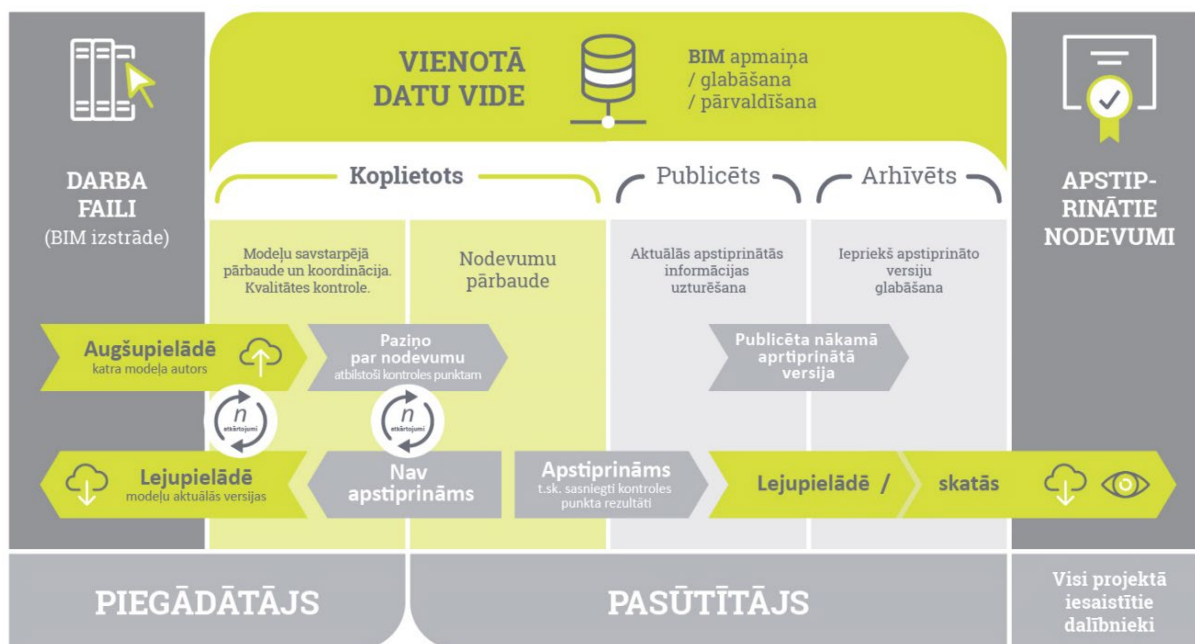 VIENOTĀ
DATU VIDE
BIM apmaiņa
/ glabāšana
/ pārvaldīšana
DARBA
FAILI
(BIM izstrāde)
Koplietots
Publicēts
Arhīvēts
APSTIP-
RINĀTIE
NODEVUMI
Modeļu savstarpējā
pārbaude un koordinācija.
Kvalitātes kontrole.
Nodevumu
pārbaude
Aktuālās apstiprinātās
informācijas
uzturēšana
Iepriekš apstiprināto
versiju
glabāšana
Augšupielādē
katra modeļa autors
Paziņo
par nodevumu
atbilstoši kontroles punktam
Publicēta nākamā
aprtiprinātā
versija
n
atkārtojumi
n
atkārtojumi
Lejupielādē
modeļu aktuālās versijas
Nav
apstiprināms
Apstiprināms
t.sk. sasniegti kontroles
punkta rezultāti
Lejupielādē /
skatās
PIEGĀDĀTĀJS
PASŪTĪTĀJS
Visi projektā
iesaistītie
dalībnieki